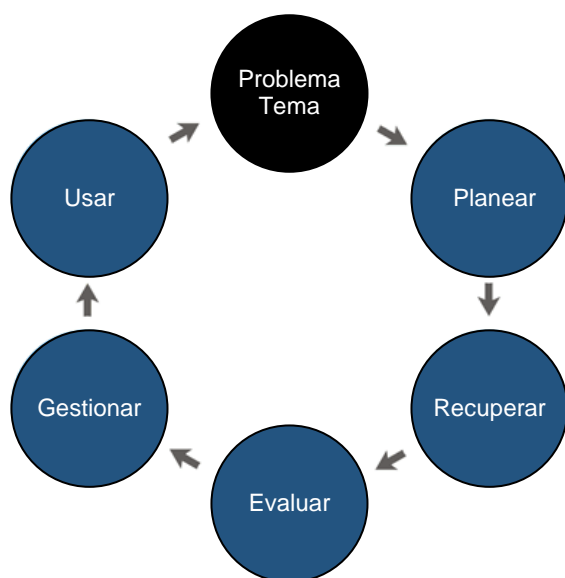 Problema
Tema
Usar
Planear
Gestionar
Recuperar
Evaluar